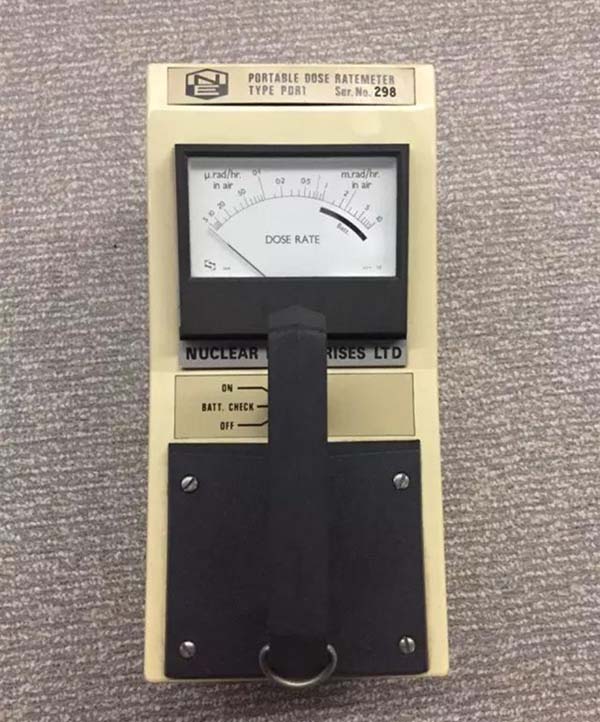 NE
PORTABLE DOSE RATEMETER
TYPE PDR1 Ser. No. 298
μ.rad/hr. m.rad/hr.
in air in air
5 10 20 50 0·1 0·2 0·5 1 2 5 10
Batt.
DOSE RATE
NUCLEAR RISES LTD
ON
BATT. CHECK
OFF